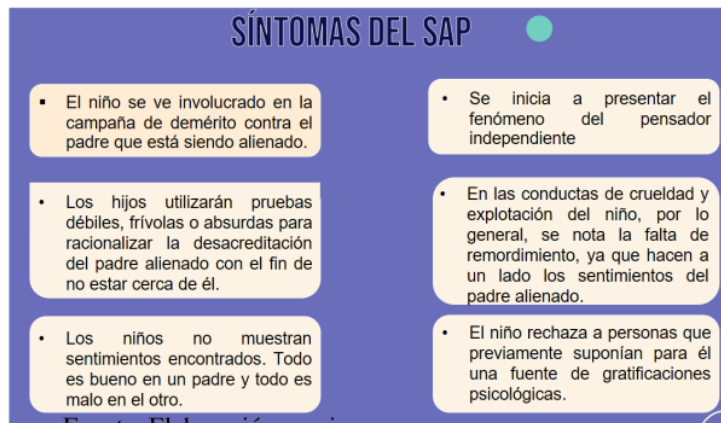 SÍNTOMAS DEL SAP
▪ El niño se ve involucrado en la
campaña de demérito contra el
padre que está siendo alienado.
• Los hijos utilizarán pruebas
débiles, frívolas o absurdas para
racionalizar la desacreditación
del padre alienado con el fin de
no estar cerca de él.
• Los niños no muestran
sentimientos encontrados. Todo
es bueno en un padre y todo es
malo en el otro.
• Se inicia a presentar el
fenómeno del pensador
independiente
• En las conductas de crueldad y
explotación del niño, por lo
general, se nota la falta de
remordimiento, ya que hacen a
un lado los sentimientos del
padre alienado.
• El niño rechaza a personas que
previamente suponían para él
una fuente de gratificaciones
psicológicas.